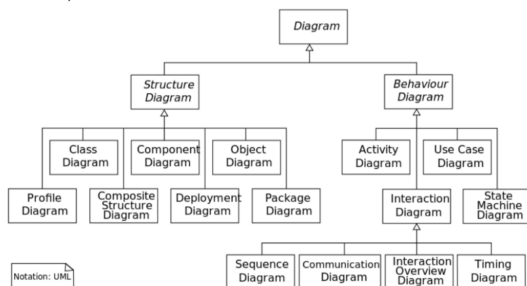 Diagram
Structure
Diagram
Behaviour
Diagram
Class
Diagram
Component
Diagram
Object
Diagram
Activity
Diagram
Use Case
Diagram
Profile
Diagram
Composite
Structure
Diagram
Deployment
Diagram
Package
Diagram
Interaction
Diagram
State
Machine
Diagram
Sequence
Diagram
Communication
Diagram
Interaction
Overview
Diagram
Timing
Diagram
Notation: UML